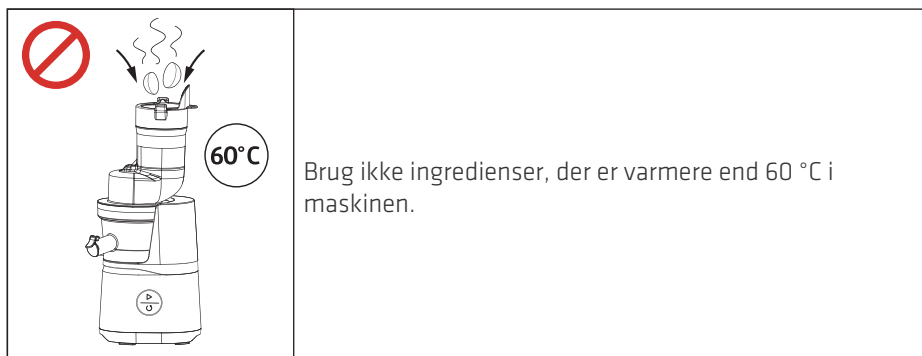 60°C
Brug ikke ingredienser, der er varmere end 60 °C i
maskinen.